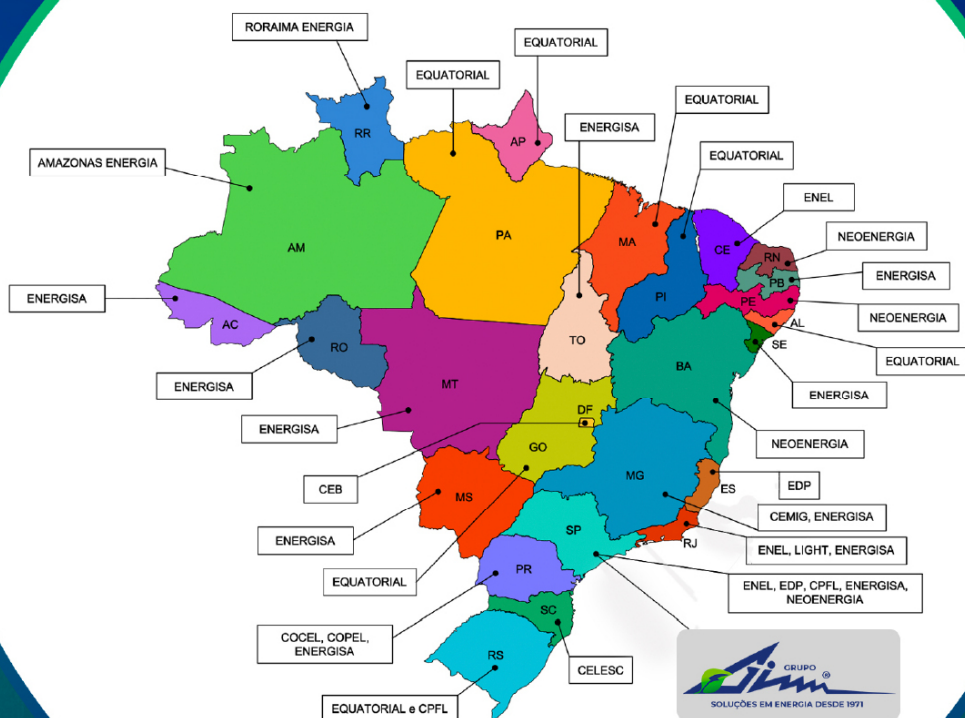 RORAIMA ENERGIA
EQUATORIAL
EQUATORIAL
EQUATORIAL
ENERGISA
AMAZONAS ENERGIA
EQUATORIAL
ENEL
NEOENERGIA
ENERGISA
ENERGISA
NEOENERGIA
EQUATORIAL
ENERGISA
ENERGISA
ENERGISA
NEOENERGIA
CEB
EDP
CEMIG, ENERGISA
ENERGISA
ENEL, LIGHT, ENERGISA
EQUATORIAL
ENEL, EDP, CPFL, ENERGISA,
NEOENERGIA
COCEL, COPEL,
ENERGISA
CELESC
EQUATORIAL e CPFL
RR
AP
AM
PA
MA
CE
RN
PB
PE
PI
AL
SE
AC
RO
TO
BA
MT
DF
GO
MG
ES
MS
SP
RJ
PR
SC
RS
GRUPO
Gimm®
SOLUÇÕES EM ENERGIA DESDE 1971